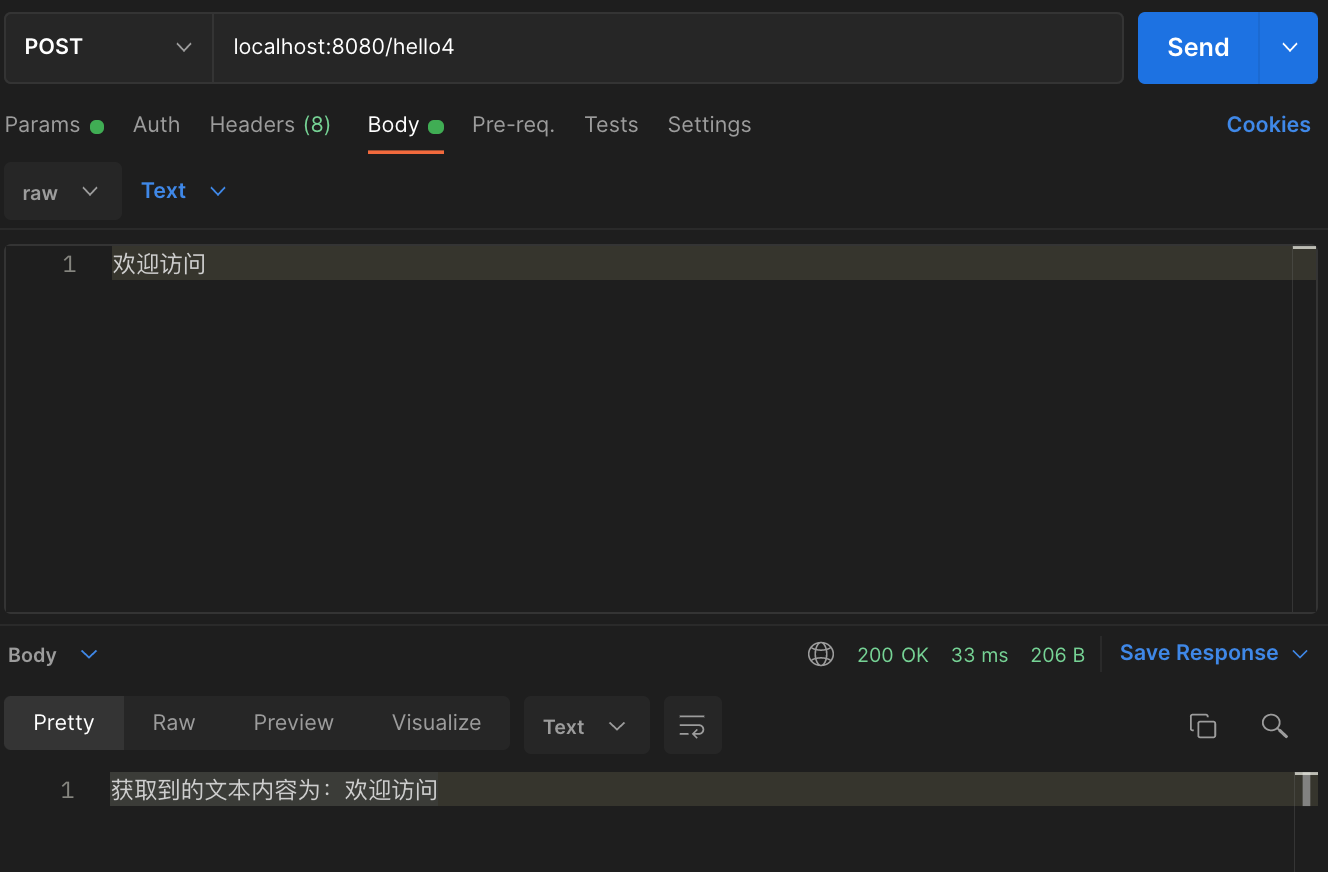 POST localhost:8080/hello4 Send
Params Auth Headers (8) Body Pre-req. Tests Settings Cookies
raw Text
1 欢迎访问
Body 200 OK 33 ms 206 B Save Response
Pretty Raw Preview Visualize Text
1 获取到的文本内容为：欢迎访问